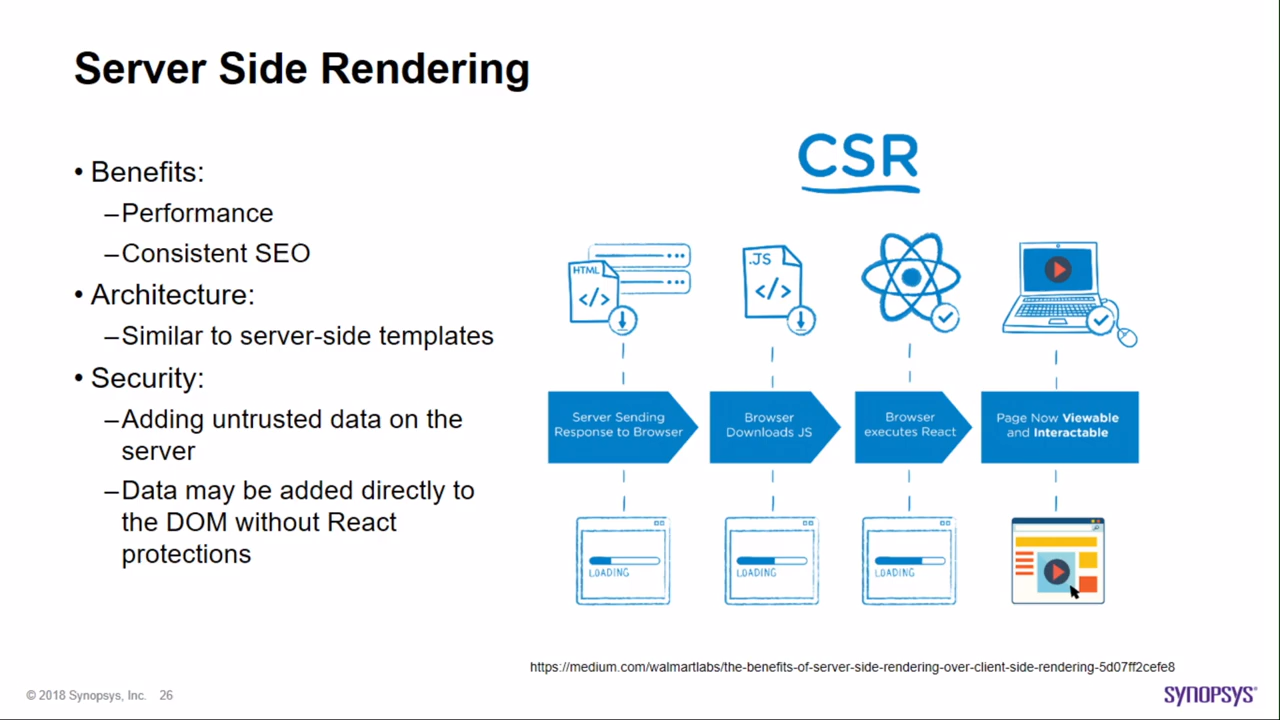 Server Side Rendering
• Benefits:
–Performance
–Consistent SEO
• Architecture:
–Similar to server-side templates
• Security:
–Adding untrusted data on the
server
–Data may be added directly to
the DOM without React
protections
CSR
HTML
</>
.JS
</>
Server Sending
Response to Browser
Browser
Downloads JS
Browser
executes React
Page Now Viewable
and Interactable
LOADING
LOADING
LOADING
https://medium.com/walmartlabs/the-benefits-of-server-side-rendering-over-client-side-rendering-5d07ff2cefe8
© 2018 Synopsys, Inc. 26
SYNOPSYS®